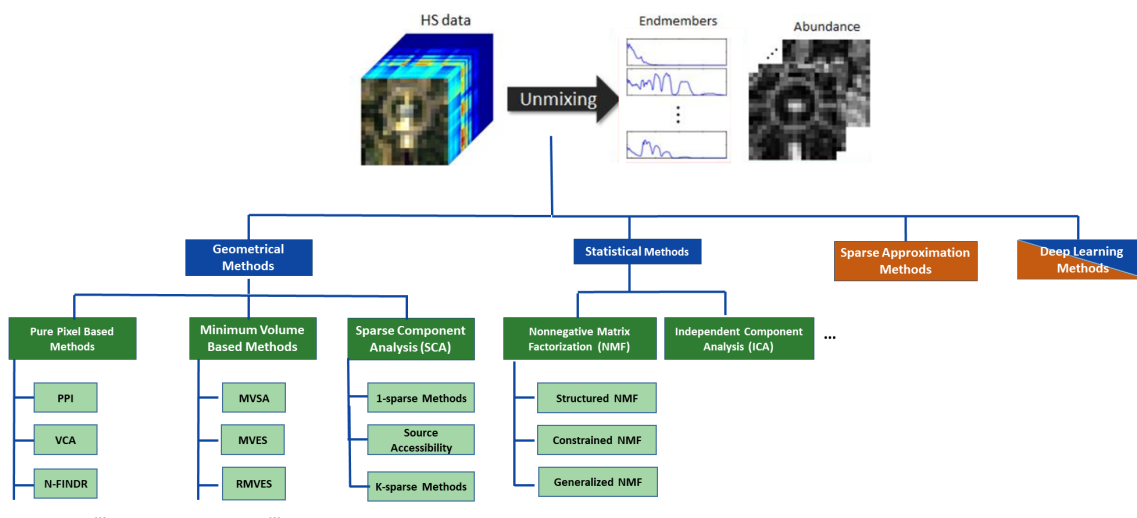 HS data
Endmembers
Abundance
Unmixing
Geometrical
Methods
Statistical Methods
Sparse Approximation
Methods
Deep Learning
Methods
Pure Pixel Based
Methods
Minimum Volume
Based Methods
Sparse Component
Analysis (SCA)
Nonnegative Matrix
Factorization (NMF)
Independent Component
Analysis (ICA)
...
PPI
MVSA
1-sparse Methods
Structured NMF
VCA
MVES
Source
Accessibility
Constrained NMF
N-FINDR
RMVES
K-sparse Methods
Generalized NMF